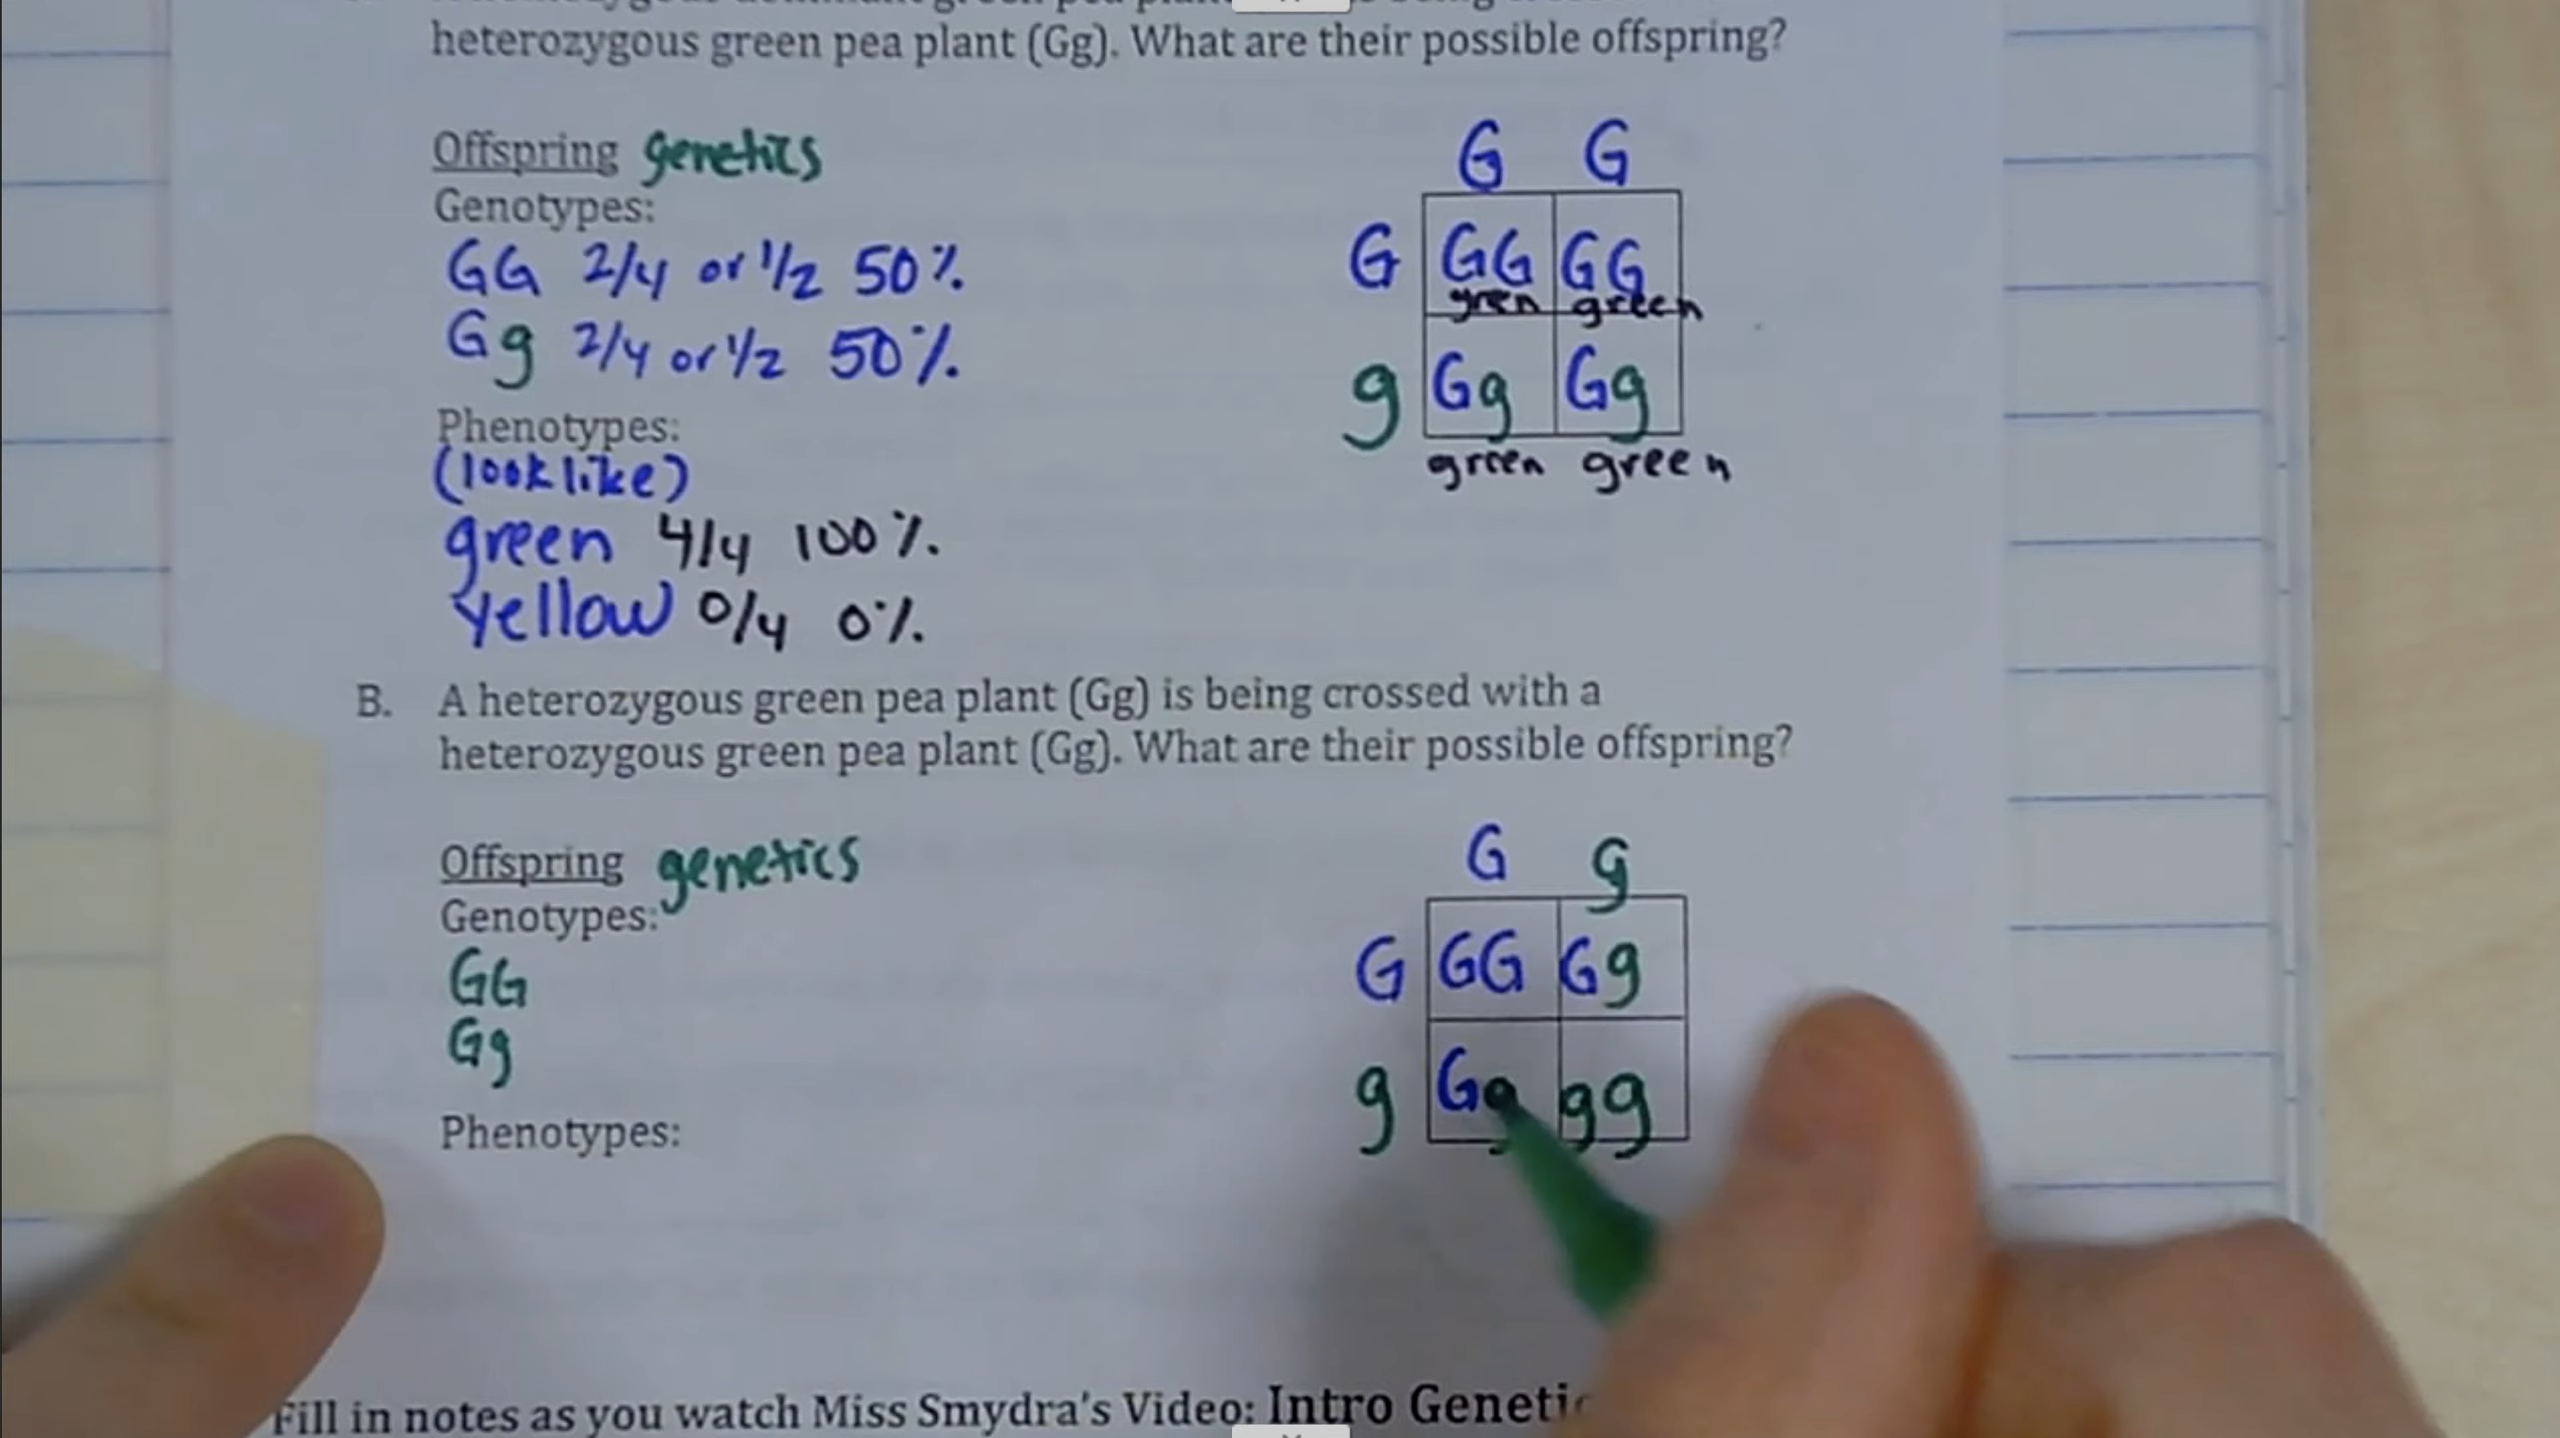 heterozygous green pea plant (Gg). What are their possible offspring?
Offspring genetics
Genotypes:
GG 2/4 or 1/2 50%
Gg 2/4 or 1/2 50%
Phenotypes:
(look like)
green 4/4 100%
yellow 0/4 0%
G G
G GG GG
gren green
g Gg Gg
green green
B. A heterozygous green pea plant (Gg) is being crossed with a
heterozygous green pea plant (Gg). What are their possible offspring?
Offspring genetics
Genotypes:
GG
Gg
Phenotypes:
G g
G GG Gg
g Gg gg
Fill in notes as you watch Miss Smydra's Video: Intro